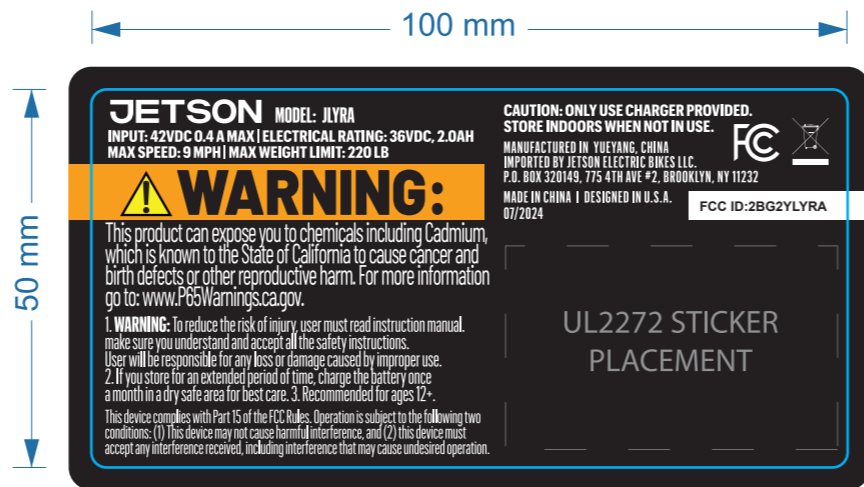 100 mm
50 mm
JETSON MODEL: JLYRA
INPUT: 42VDC 0.4 A MAX | ELECTRICAL RATING: 36VDC, 2.0AH
MAX SPEED: 9 MPH | MAX WEIGHT LIMIT: 220 LB
WARNING:
This product can expose you to chemicals including Cadmium,
which is known to the State of California to cause cancer and
birth defects or other reproductive harm. For more information
go to: www.P65Warnings.ca.gov.
1. WARNING: To reduce the risk of injury, user must read instruction manual.
make sure you understand and accept all the safety instructions.
User will be responsible for any loss or damage caused by improper use.
2. If you store for an extended period of time, charge the battery once
a month in a dry safe area for best care. 3. Recommended for ages 12+.
This device complies with Part 15 of the FCC Rules. Operation is subject to the following two
conditions: (1) This device may not cause harmful interference, and (2) this device must
accept any interference received, including interference that may cause undesired operation.
CAUTION: ONLY USE CHARGER PROVIDED.
STORE INDOORS WHEN NOT IN USE.
MANUFACTURED IN YUEYANG, CHINA
IMPORTED BY JETSON ELECTRIC BIKES LLC.
P.O. BOX 320149, 775 4TH AVE #2, BROOKLYN, NY 11232
MADE IN CHINA | DESIGNED IN U.S.A.
07/2024
FC
FCC ID:2BG2YLYRA
UL2272 STICKER
PLACEMENT